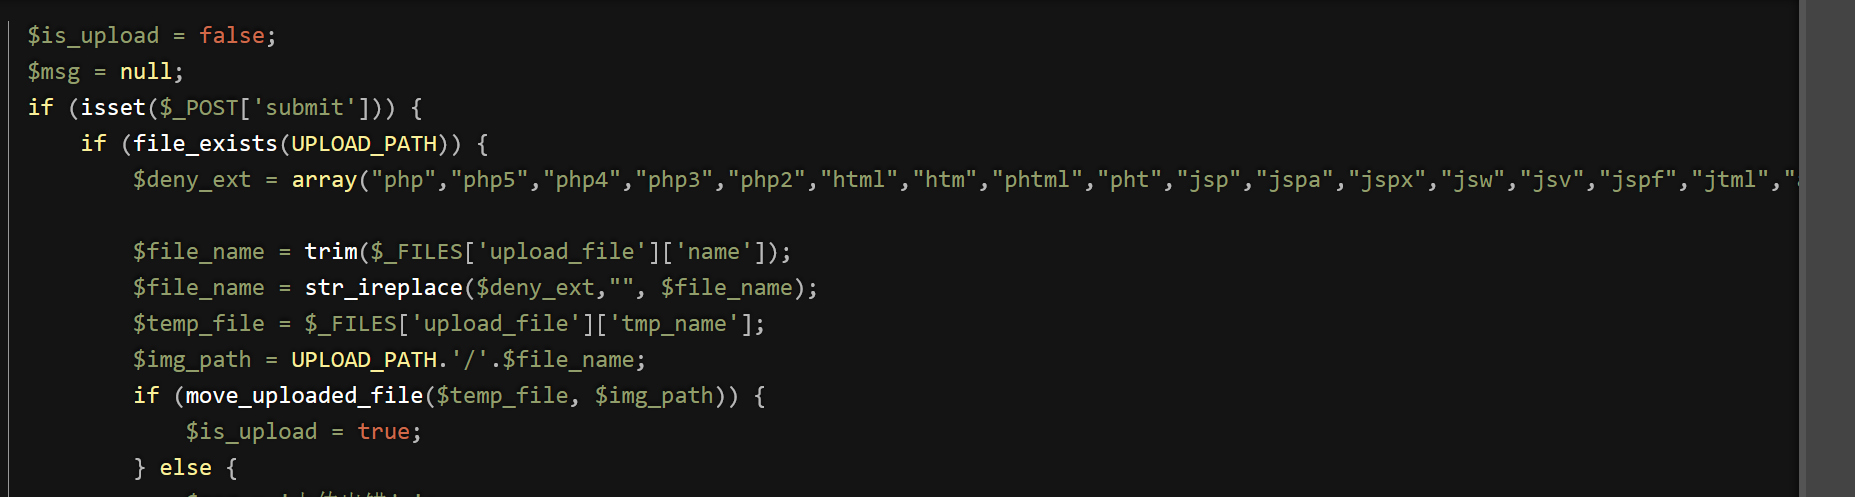 $is_upload = false;
$msg = null;
if (isset($_POST['submit'])) {
    if (file_exists(UPLOAD_PATH)) {
        $deny_ext = array("php","php5","php4","php3","php2","html","htm","phtml","pht","jsp","jspa","jspx","jsw","jsv","jspf","jtml","
        $file_name = trim($_FILES['upload_file']['name']);
        $file_name = str_ireplace($deny_ext,"", $file_name);
        $temp_file = $_FILES['upload_file']['tmp_name'];
        $img_path = UPLOAD_PATH.'/'.$file_name;
        if (move_uploaded_file($temp_file, $img_path)) {
            $is_upload = true;
        } else {